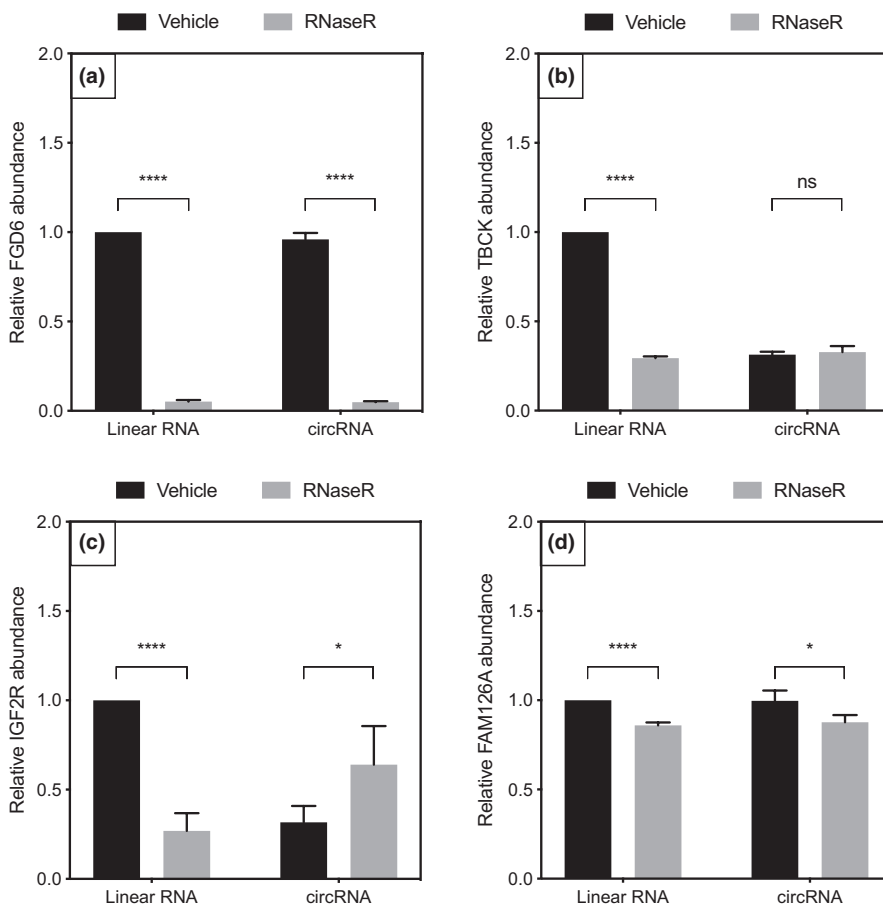 Vehicle RNaseR
(a)
Relative FGD6 abundance
2.0
1.5
1.0
0.5
0.0
**** ****
Linear RNA circRNA
Vehicle RNaseR
(b)
Relative TBCK abundance
2.0
1.5
1.0
0.5
0.0
**** ns
Linear RNA circRNA
Vehicle RNaseR
(c)
Relative IGF2R abundance
2.0
1.5
1.0
0.5
0.0
**** *
Linear RNA circRNA
Vehicle RNaseR
(d)
Relative FAM126A abundance
2.0
1.5
1.0
0.5
0.0
**** *
Linear RNA circRNA